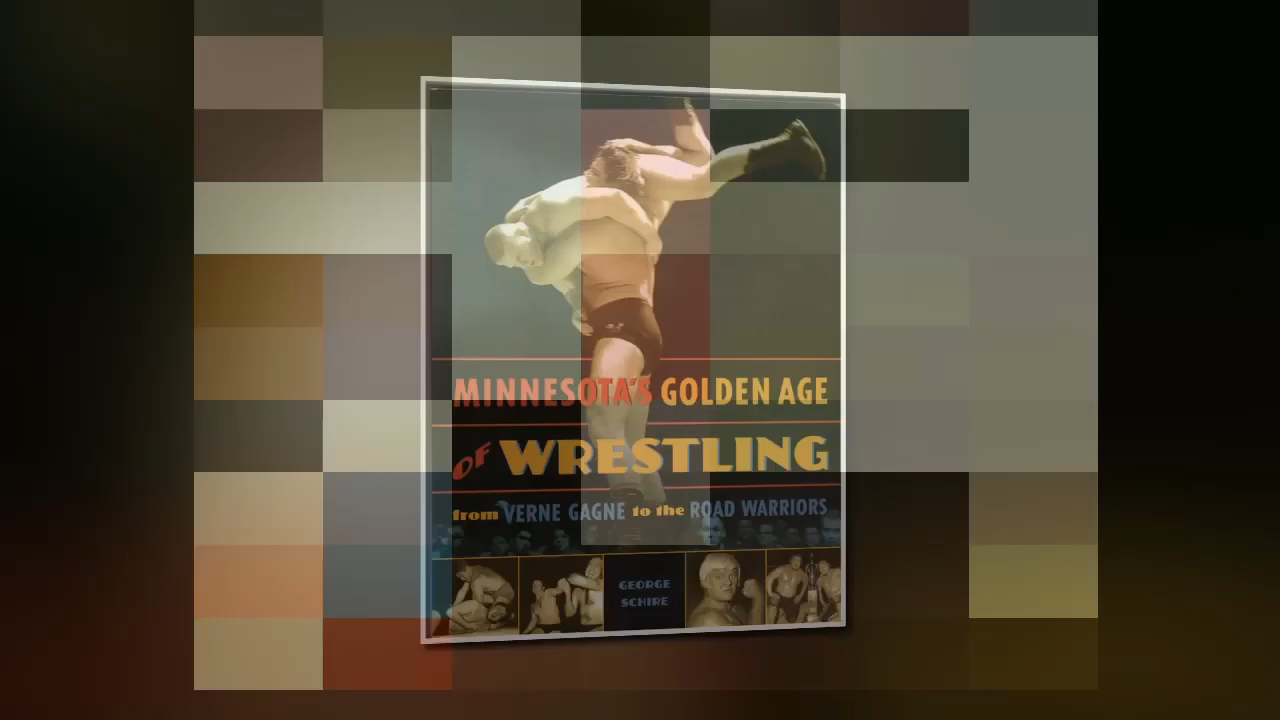 MINNESOTA'S GOLDEN AGE
OF WRESTLING
from VERNE GAGNE to the ROAD WARRIORS
GEORGE
SCHIRE